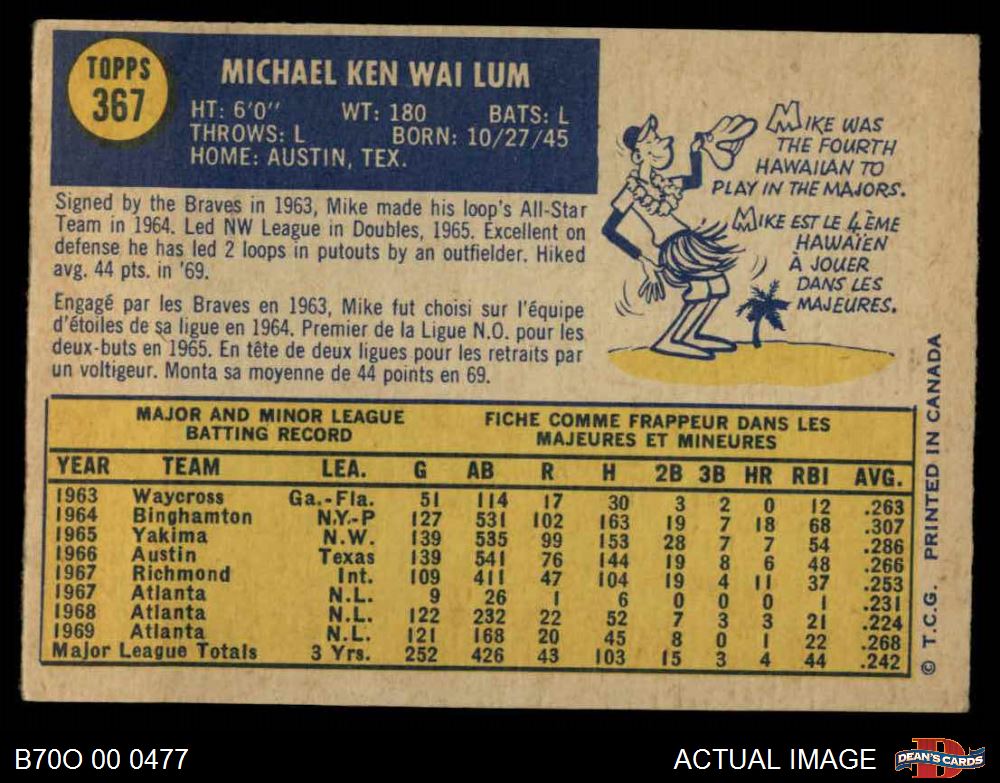 TOPPS
367
MICHAEL KEN WAI LUM
HT: 6'0" WT: 180 BATS: L
THROWS: L BORN: 10/27/45
HOME: AUSTIN, TEX.
Signed by the Braves in 1963, Mike made his loop's All-Star
Team in 1964. Led NW League in Doubles, 1965. Excellent on
defense he has led 2 loops in putouts by an outfielder. Hiked
avg. 44 pts. in '69.
Engagé par les Braves en 1963, Mike fut choisi sur l'équipe
d'étoiles de sa ligue en 1964. Premier de la Ligue N.O. pour les
deux-buts en 1965. En tête de deux ligues pour les retraits par
un voltigeur. Monta sa moyenne de 44 points en 69.
MIKE WAS
THE FOURTH
HAWAIIAN TO
PLAY IN THE MAJORS.
MIKE EST LE 4ÈME
HAWAÏEN
À JOUER
DANS LES
MAJEURES.
MAJOR AND MINOR LEAGUE
BATTING RECORD
FICHE COMME FRAPPEUR DANS LES
MAJEURES ET MINEURES
YEAR TEAM LEA. G AB R H 2B 3B HR RBI AVG.
1963 Waycross Ga.-Fla. 51 114 17 30 3 2 0 12 .263
1964 Binghamton N.Y.-P 127 531 102 163 19 7 18 68 .307
1965 Yakima N.W. 139 535 99 153 28 7 7 54 .286
1966 Austin Texas 139 541 76 144 19 8 6 48 .266
1967 Richmond Int. 109 411 47 104 19 4 11 37 .253
1967 Atlanta N.L. 9 26 1 6 0 0 0 1 .231
1968 Atlanta N.L. 122 232 22 52 7 3 3 21 .224
1969 Atlanta N.L. 121 168 20 45 8 0 1 22 .268
Major League Totals 3 Yrs. 252 426 43 103 15 3 4 44 .242
© T.C.G. PRINTED IN CANADA
B70O 00 0477
ACTUAL IMAGE
D
DEAN'S CARDS